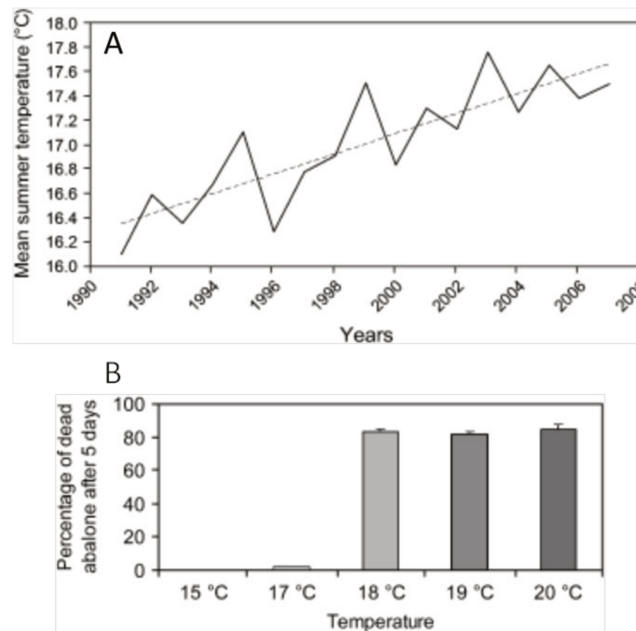 A
Mean summer temperature (°C)
18.0
17.8
17.6
17.4
17.2
17.0
16.8
16.6
16.4
16.2
16.0
1990
1992
1994
1996
1998
2000
2002
2004
2006
Years
B
Percentage of dead
abalone after 5 days
100
80
60
40
20
0
15 °C
17 °C
18 °C
19 °C
20 °C
Temperature